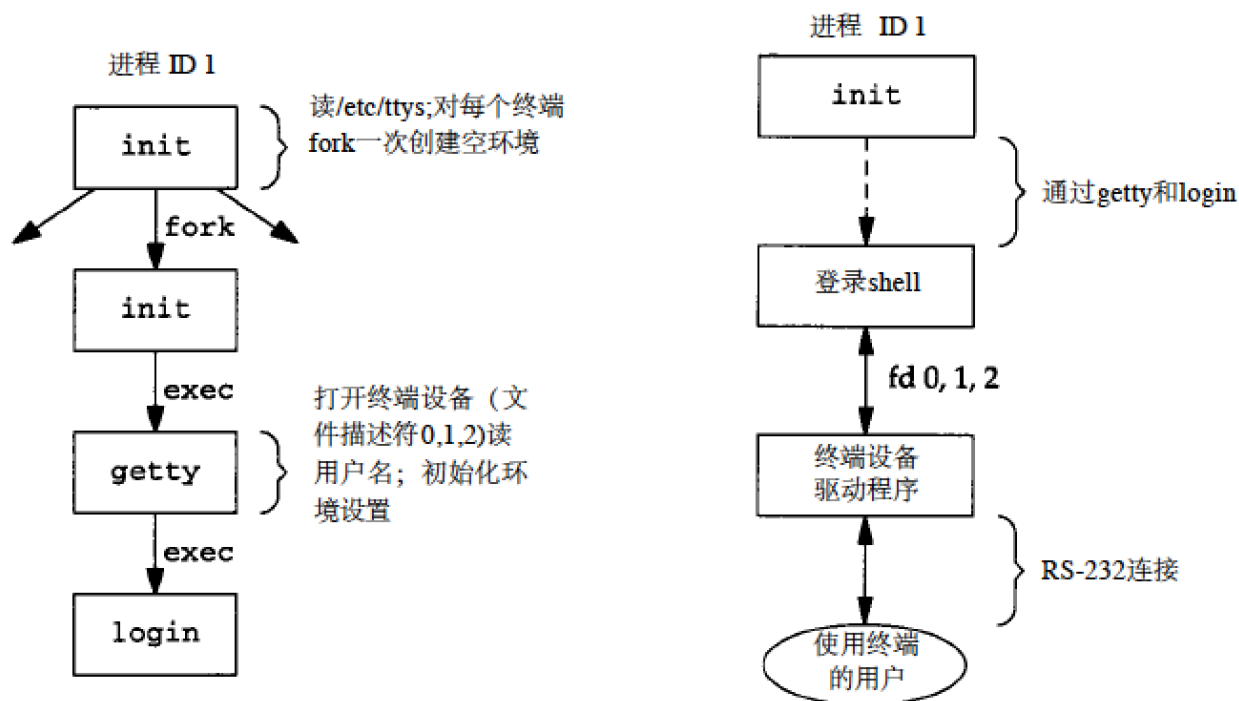 进程 ID 1
init
读/etc/ttys;对每个终端
fork一次创建空环境
fork
init
exec
打开终端设备（文
件描述符0,1,2)读
用户名；初始化环
境设置
getty
exec
login
进程 ID 1
init
通过getty和login
登录shell
fd 0, 1, 2
终端设备
驱动程序
RS-232连接
使用终端
的用户